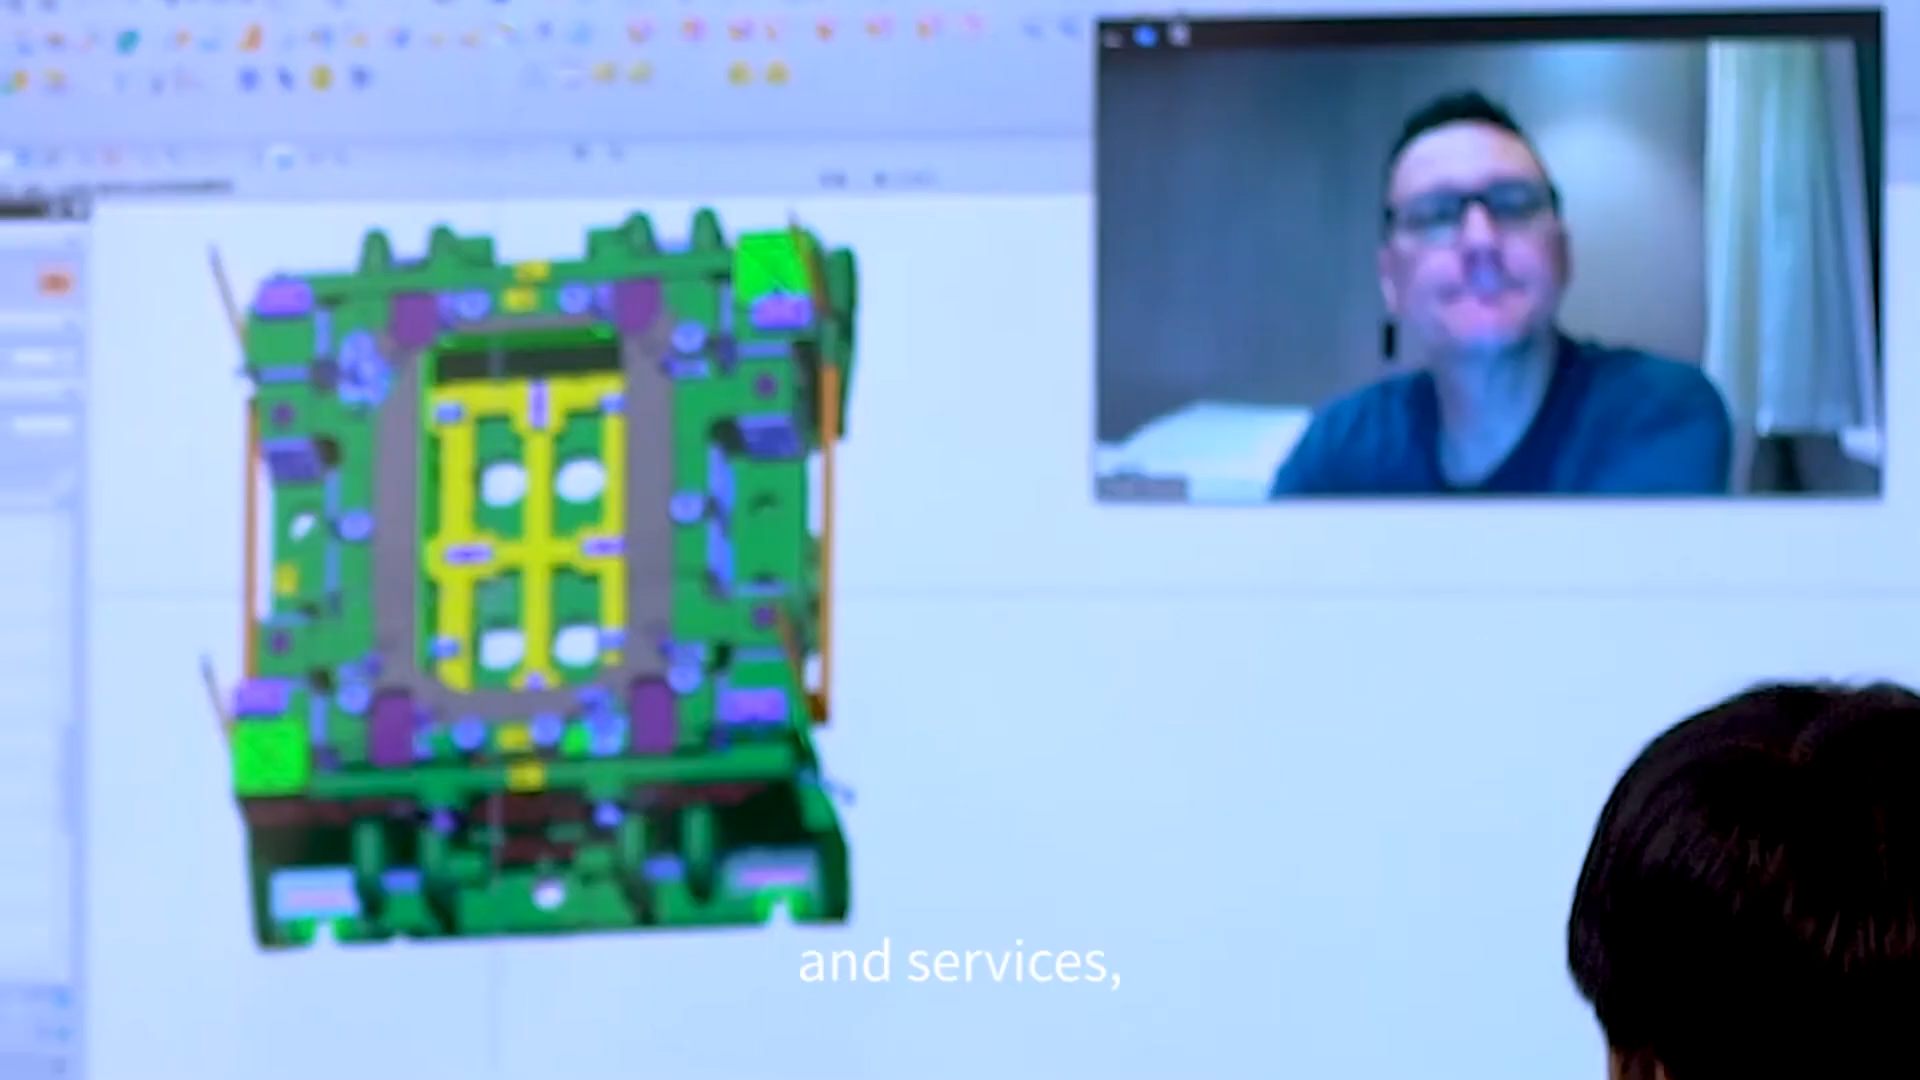 and services,